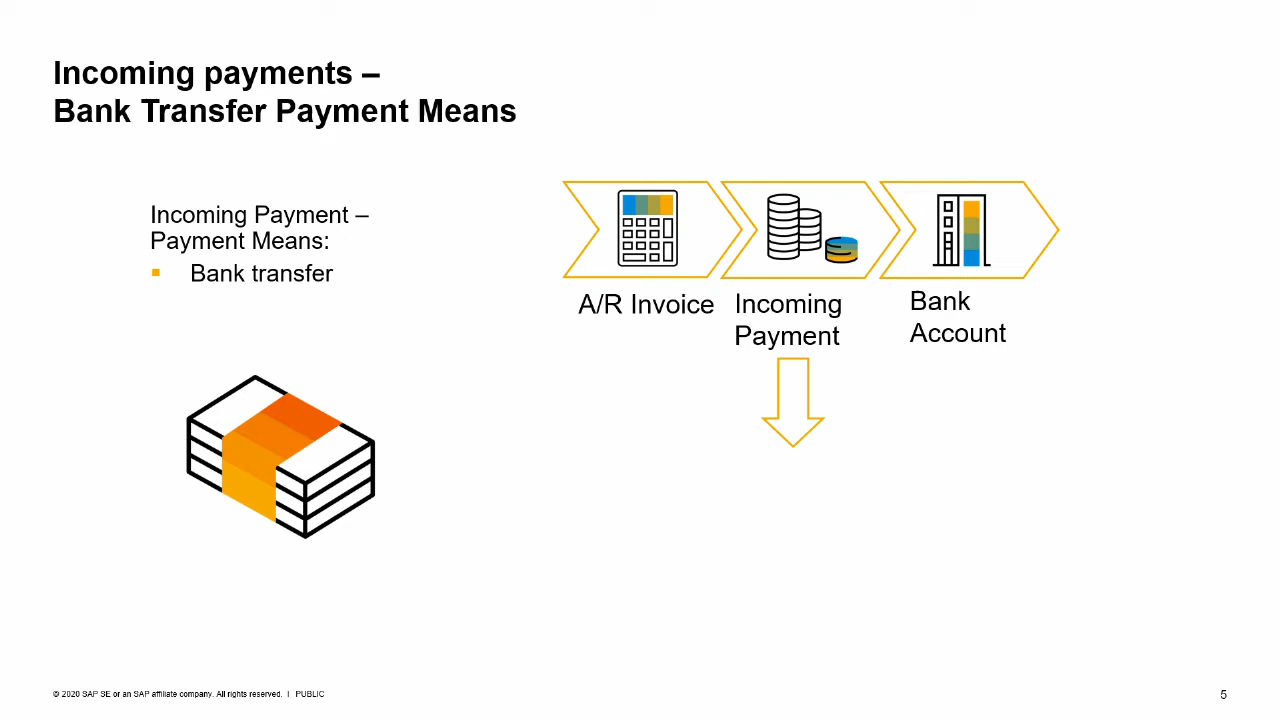 Incoming payments –
Bank Transfer Payment Means
Incoming Payment –
Payment Means:
▪ Bank transfer
A/R Invoice
Incoming
Payment
Bank
Account
© 2020 SAP SE or an SAP affiliate company. All rights reserved. I PUBLIC
5